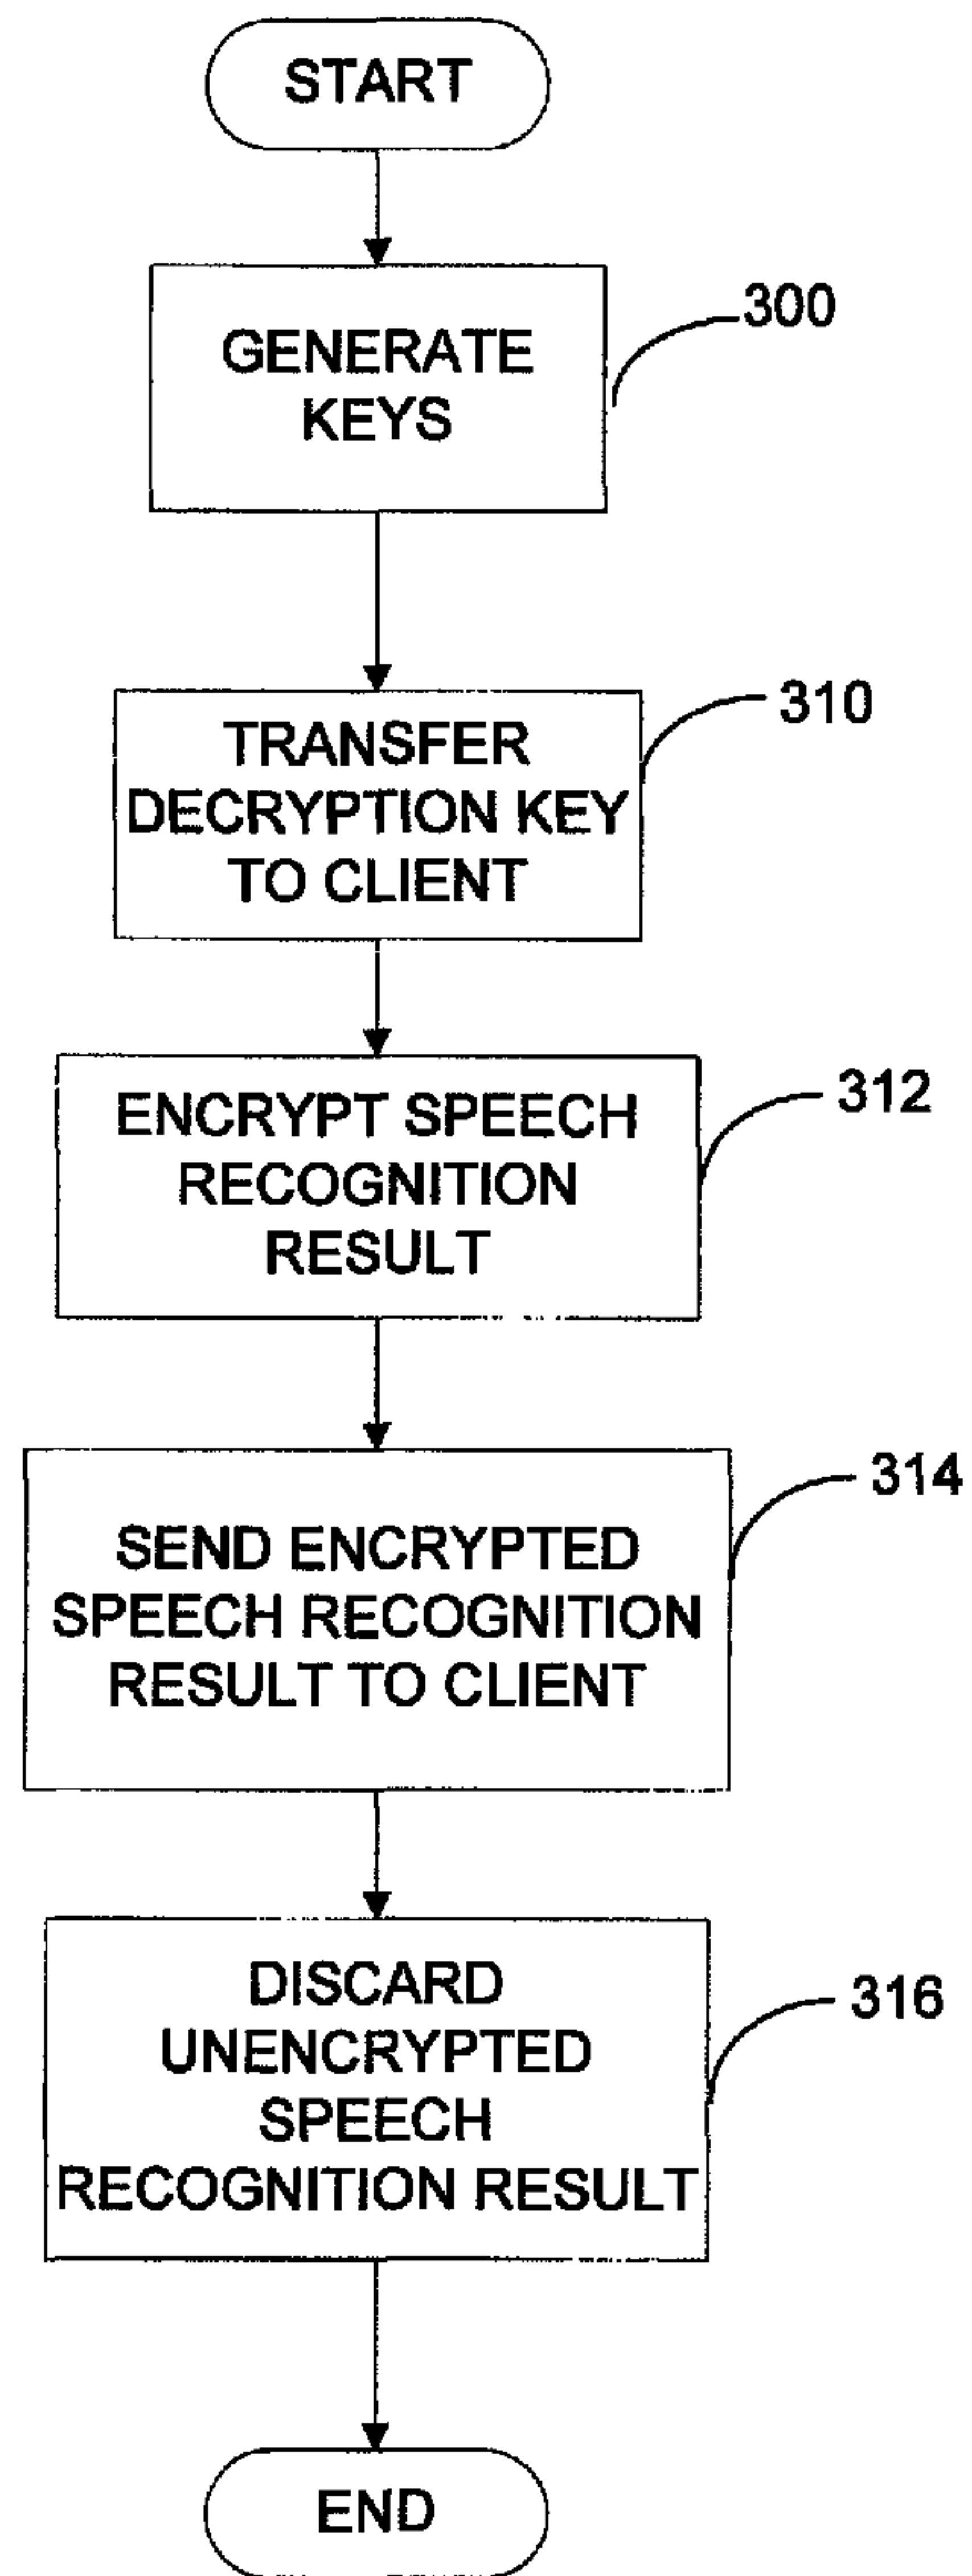 START
300
GENERATE
KEYS
310
TRANSFER
DECRYPTION KEY
TO CLIENT
312
ENCRYPT SPEECH
RECOGNITION
RESULT
314
SEND ENCRYPTED
SPEECH RECOGNITION
RESULT TO CLIENT
316
DISCARD
UNENCRYPTED
SPEECH
RECOGNITION RESULT
END